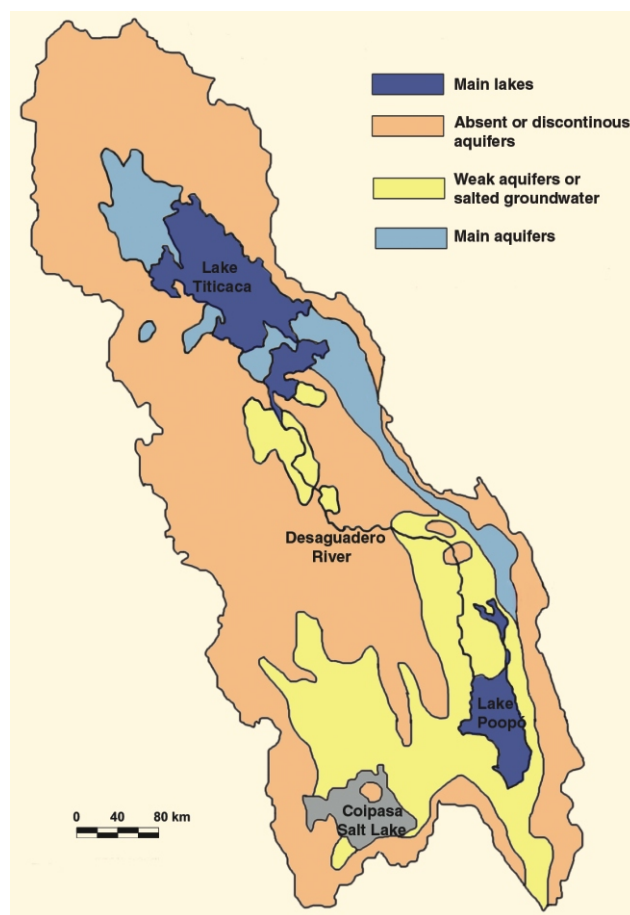 Main lakes
Absent or discontinous
aquifers
Weak aquifers or
salted groundwater
Main aquifers
Lake
Titicaca
Desaguadero
River
Lake
Poopó
Coipasa
Salt Lake
0 40 80 km